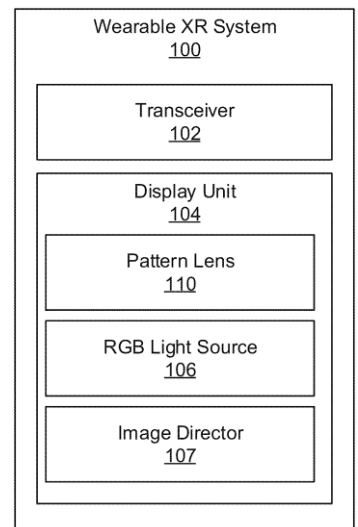 Wearable XR System
100
Transceiver
102
Display Unit
104
Pattern Lens
110
RGB Light Source
106
Image Director
107